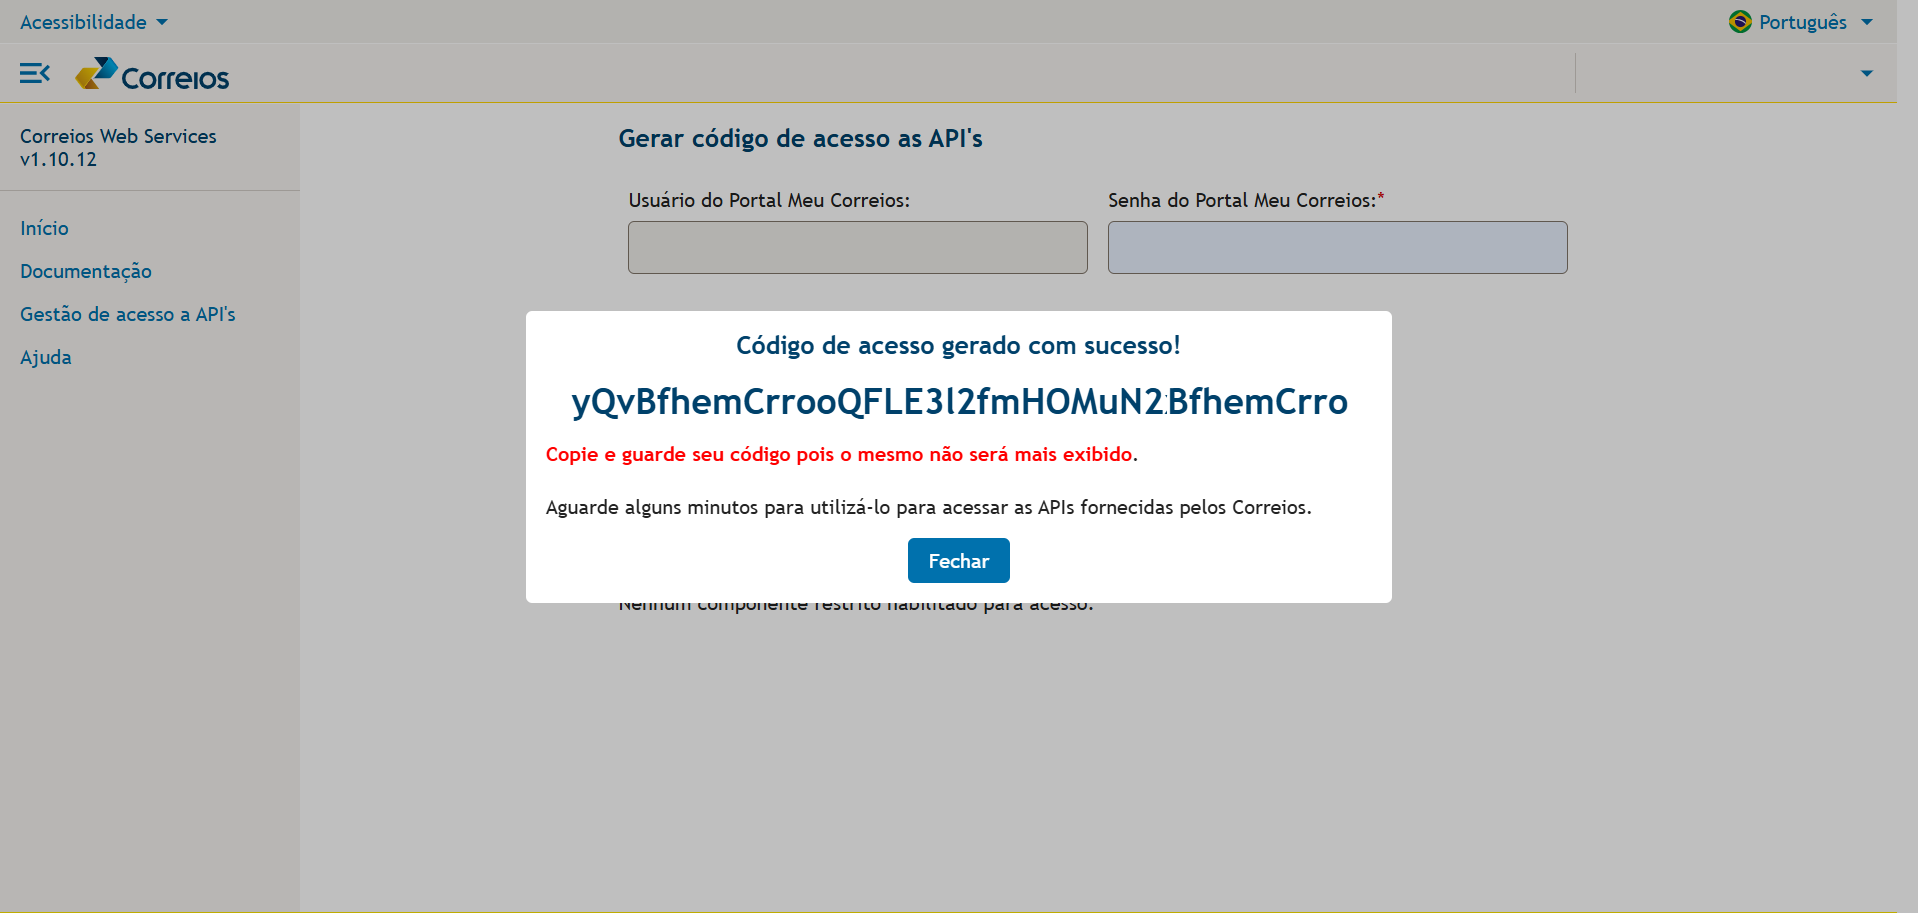 Acessibilidade
Português
Correios
Correios Web Services
v1.10.12
Início
Documentação
Gestão de acesso a API's
Ajuda
Gerar código de acesso as API's
Usuário do Portal Meu Correios:
Senha do Portal Meu Correios:*
Código de acesso gerado com sucesso!
yQvBfhemCrrooQFLE3l2fmHOMuN2:BfhemCrro
Copie e guarde seu código pois o mesmo não será mais exibido.
Aguarde alguns minutos para utilizá-lo para acessar as APIs fornecidas pelos Correios.
Fechar
Nenhum componente restrito habilitado para acesso.